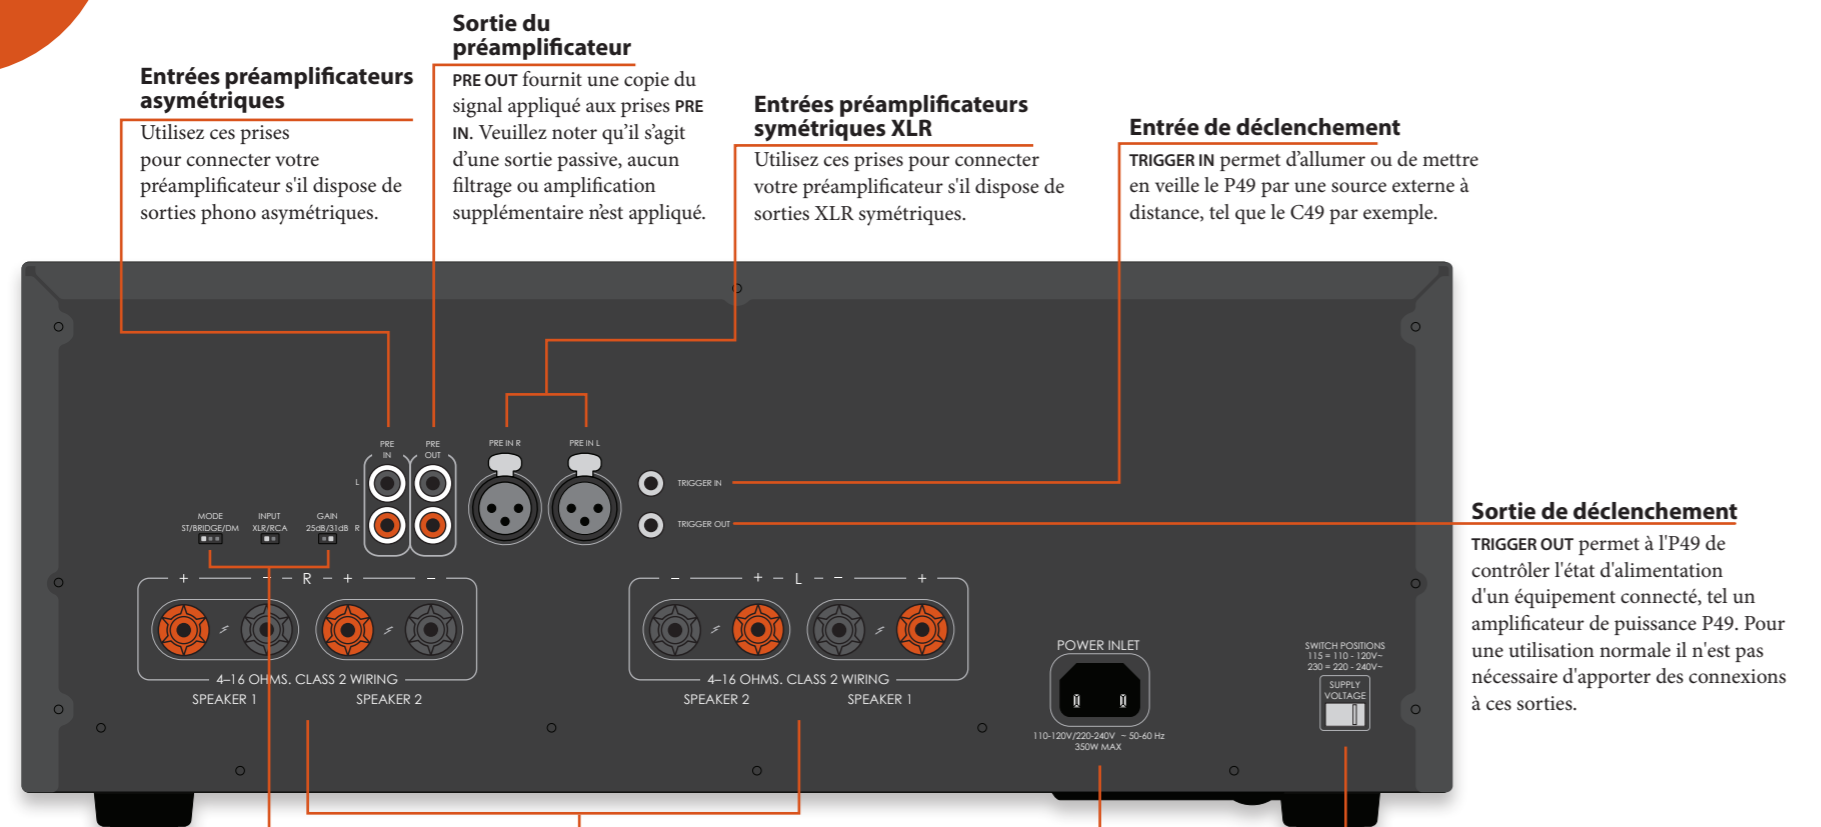 Sortie du
préamplificateur
PRE OUT fournit une copie du
signal appliqué aux prises PRE
IN. Veuillez noter qu’il s’agit
d’une sortie passive, aucun
filtrage ou amplification
supplémentaire n’est appliqué.
Entrées préamplificateurs
asymétriques
Utilisez ces prises
pour connecter votre
préamplificateur s'il dispose de
sorties phono asymétriques.
Entrées préamplificateurs
symétriques XLR
Utilisez ces prises pour connecter
votre préamplificateur s'il dispose de
sorties XLR symétriques.
Entrée de déclenchement
TRIGGER IN permet d’allumer ou de mettre
en veille le P49 par une source externe à
distance, tel que le C49 par exemple.
PRE
IN
PRE
OUT
PRE IN R
PRE IN L
L
R
TRIGGER IN
TRIGGER OUT
MODE
ST/BRIDGE/DM
INPUT
XLR/RCA
GAIN
25dB/31dB
Sortie de déclenchement
TRIGGER OUT permet à l'P49 de
contrôler l'état d'alimentation
d'un équipement connecté, tel un
amplificateur de puissance P49. Pour
une utilisation normale il n'est pas
nécessaire d'apporter des connexions
à ces sorties.
+ – R + –
– + L – +
4–16 OHMS. CLASS 2 WIRING
SPEAKER 1 SPEAKER 2
4–16 OHMS. CLASS 2 WIRING
SPEAKER 2 SPEAKER 1
POWER INLET
110-120V/220-240V ~ 50-60 Hz
350W MAX
SWITCH POSITIONS
115 = 110 - 120V~
230 = 220 - 240V~
SUPPLY
VOLTAGE